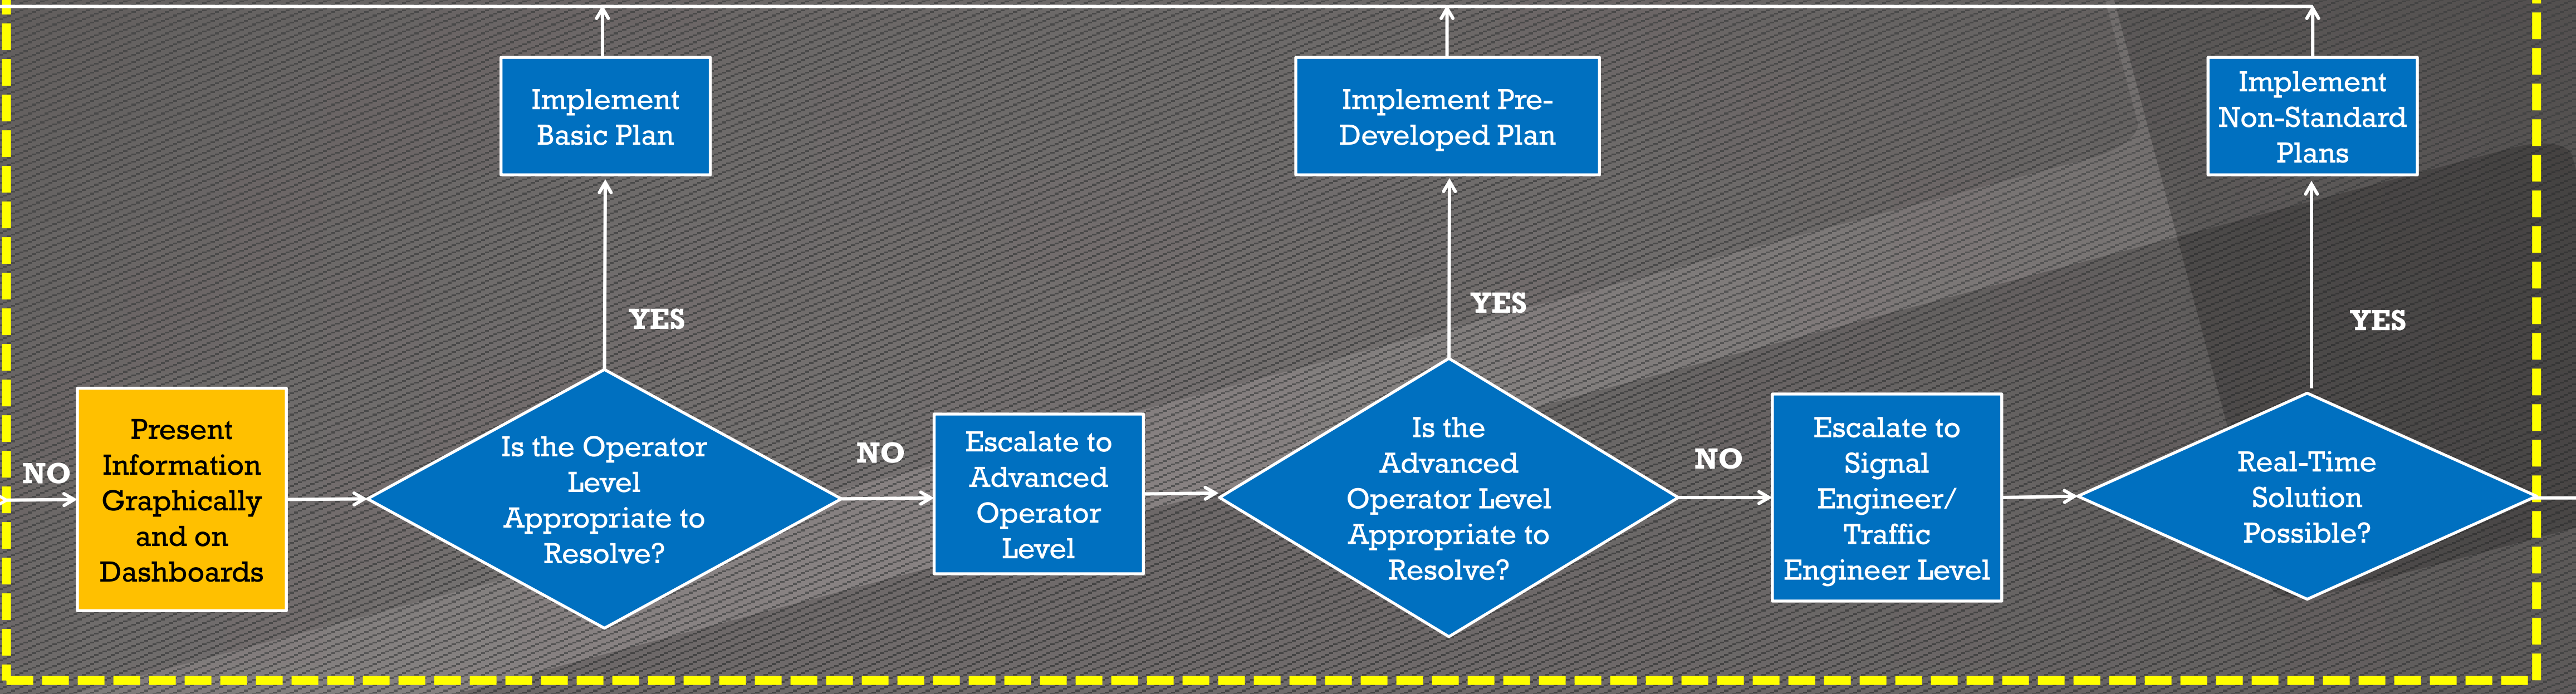 Implement
Basic Plan
Implement Pre-
Developed Plan
Implement
Non-Standard
Plans
YES
YES
YES
NO
Present
Information
Graphically
and on
Dashboards
Is the Operator
Level
Appropriate to
Resolve?
NO
Escalate to
Advanced
Operator
Level
Is the
Advanced
Operator Level
Appropriate to
Resolve?
NO
Escalate to
Signal
Engineer/
Traffic
Engineer Level
Real-Time
Solution
Possible?